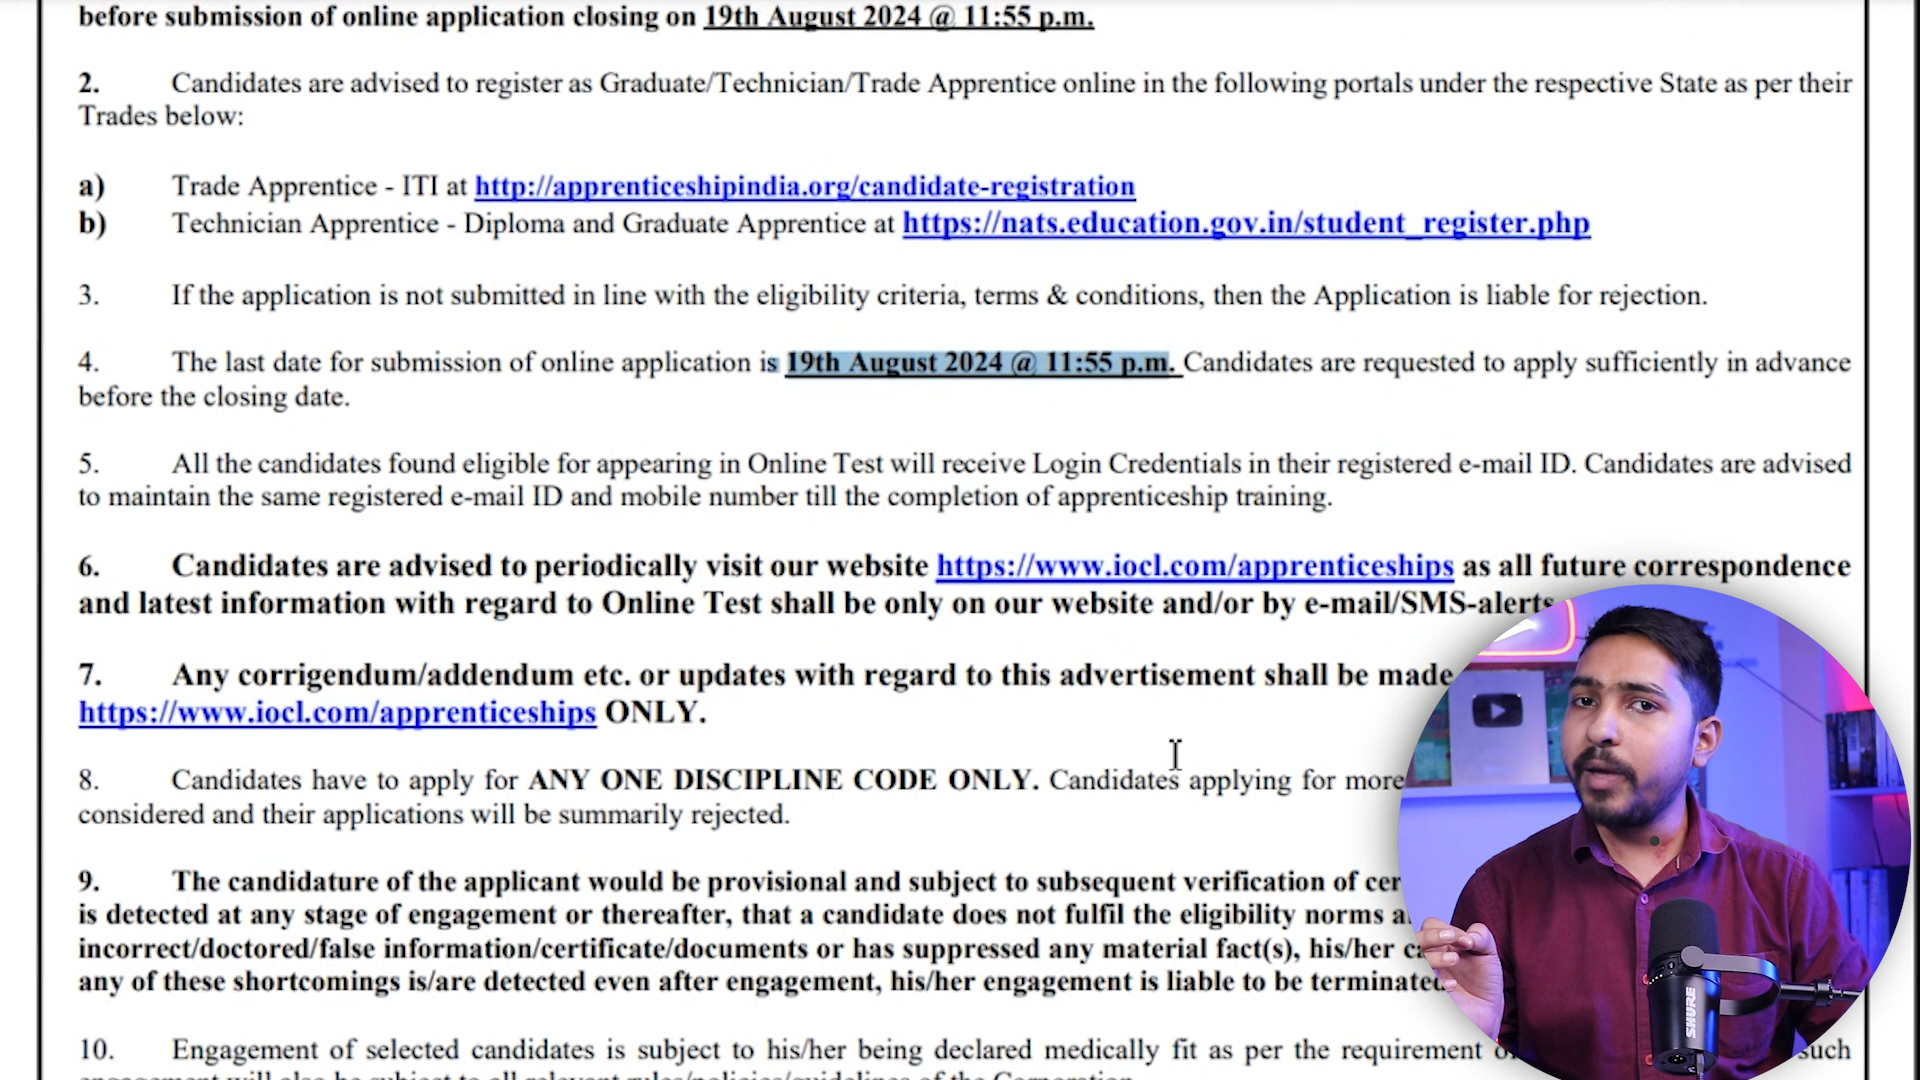 before submission of online application closing on 19th August 2024 @ 11:55 p.m.
2. Candidates are advised to register as Graduate/Technician/Trade Apprentice online in the following portals under the respective State as per their
Trades below:
a) Trade Apprentice - ITI at http://apprenticeshipindia.org/candidate-registration
b) Technician Apprentice - Diploma and Graduate Apprentice at https://nats.education.gov.in/student_register.php
3. If the application is not submitted in line with the eligibility criteria, terms & conditions, then the Application is liable for rejection.
4. The last date for submission of online application is 19th August 2024 @ 11:55 p.m. Candidates are requested to apply sufficiently in advance
before the closing date.
5. All the candidates found eligible for appearing in Online Test will receive Login Credentials in their registered e-mail ID. Candidates are advised
to maintain the same registered e-mail ID and mobile number till the completion of apprenticeship training.
6. Candidates are advised to periodically visit our website https://www.iocl.com/apprenticeships as all future correspondence
and latest information with regard to Online Test shall be only on our website and/or by e-mail/SMS-alerts
7. Any corrigendum/addendum etc. or updates with regard to this advertisement shall be made
https://www.iocl.com/apprenticeships ONLY.
8. Candidates have to apply for ANY ONE DISCIPLINE CODE ONLY. Candidates applying for more
considered and their applications will be summarily rejected.
9. The candidature of the applicant would be provisional and subject to subsequent verification of
is detected at any stage of engagement or thereafter, that a candidate does not fulfil the eligibility norms
incorrect/doctored/false information/certificate/documents or has suppressed any material fact(s), his/her
any of these shortcomings is/are detected even after engagement, his/her engagement is liable to be terminated
10. Engagement of selected candidates is subject to his/her being declared medically fit as per the requirement such
SHURE